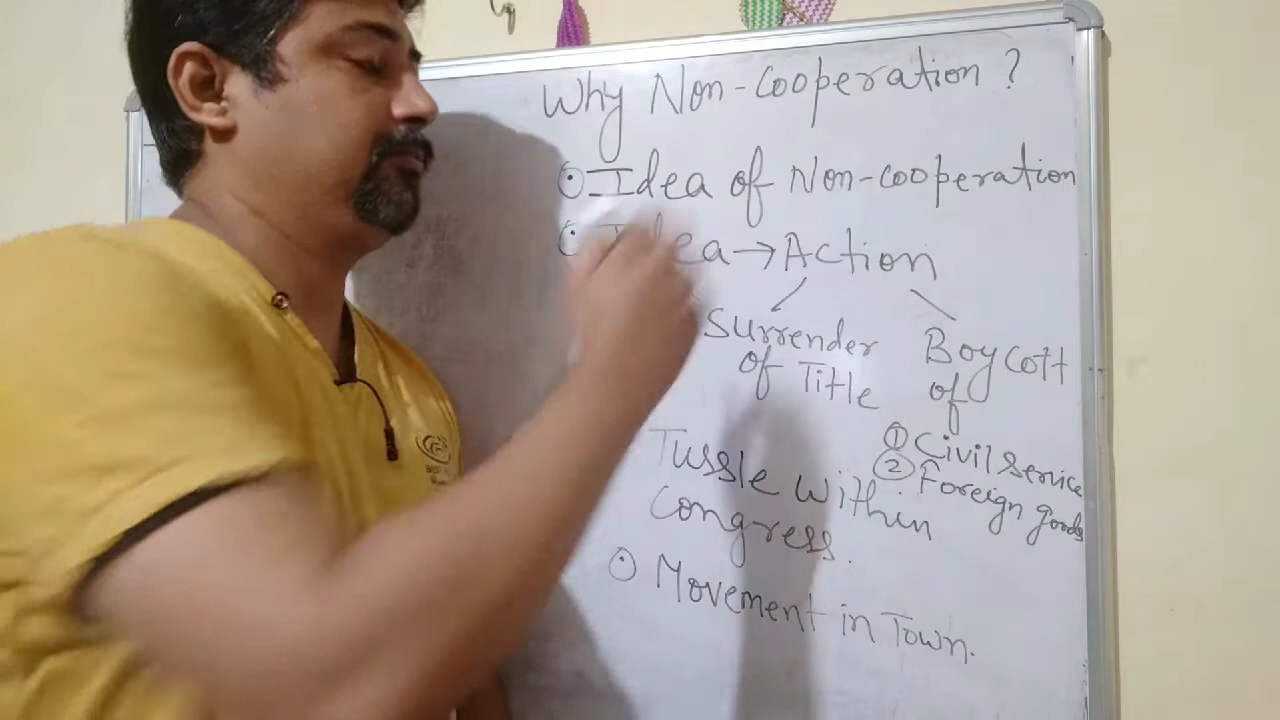 Why Non-Cooperation ?
Idea of Non-cooperation
Idea → Action
Surrender of Title
Boycott of
① Civil Service
② Foreign goods
Tussle within
Congress.
Movement in Town.